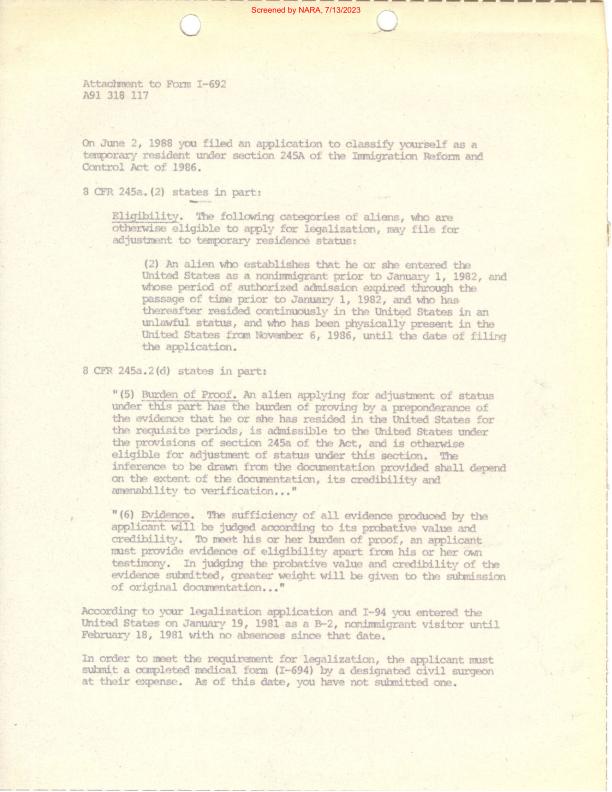 Screened by NARA, 7/13/2023
Attachment to Form I-692
A91 318 117
On June 2, 1988 you filed an application to classify yourself as a
temporary resident under section 245A of the Immigration Reform and
Control Act of 1986.
8 CFR 245a.(2) states in part:
Eligibility. The following categories of aliens, who are
otherwise eligible to apply for legalization, may file for
adjustment to temporary residence status:
(2) An alien who establishes that he or she entered the
United States as a nonimmigrant prior to January 1, 1982, and
whose period of authorized admission expired through the
passage of time prior to January 1, 1982, and who has
thereafter resided continuously in the United States in an
unlawful status, and who has been physically present in the
United States from November 6, 1986, until the date of filing
the application.
8 CFR 245a.2(d) states in part:
"(5) Burden of Proof. An alien applying for adjustment of status
under this part has the burden of proving by a preponderance of
the evidence that he or she has resided in the United States for
the requisite periods, is admissible to the United States under
the provisions of section 245a of the Act, and is otherwise
eligible for adjustment of status under this section. The
inference to be drawn from the documentation provided shall depend
on the extent of the documentation, its credibility and
amenability to verification..."
"(6) Evidence. The sufficiency of all evidence produced by the
applicant will be judged according to its probative value and
credibility. To meet his or her burden of proof, an applicant
must provide evidence of eligibility apart from his or her own
testimony. In judging the probative value and credibility of the
evidence submitted, greater weight will be given to the submission
of original documentation..."
According to your legalization application and I-94 you entered the
United States on January 19, 1981 as a B-2, nonimmigrant visitor until
February 18, 1981 with no absences since that date.
In order to meet the requirement for legalization, the applicant must
submit a completed medical form (I-694) by a designated civil surgeon
at their expense. As of this date, you have not submitted one.